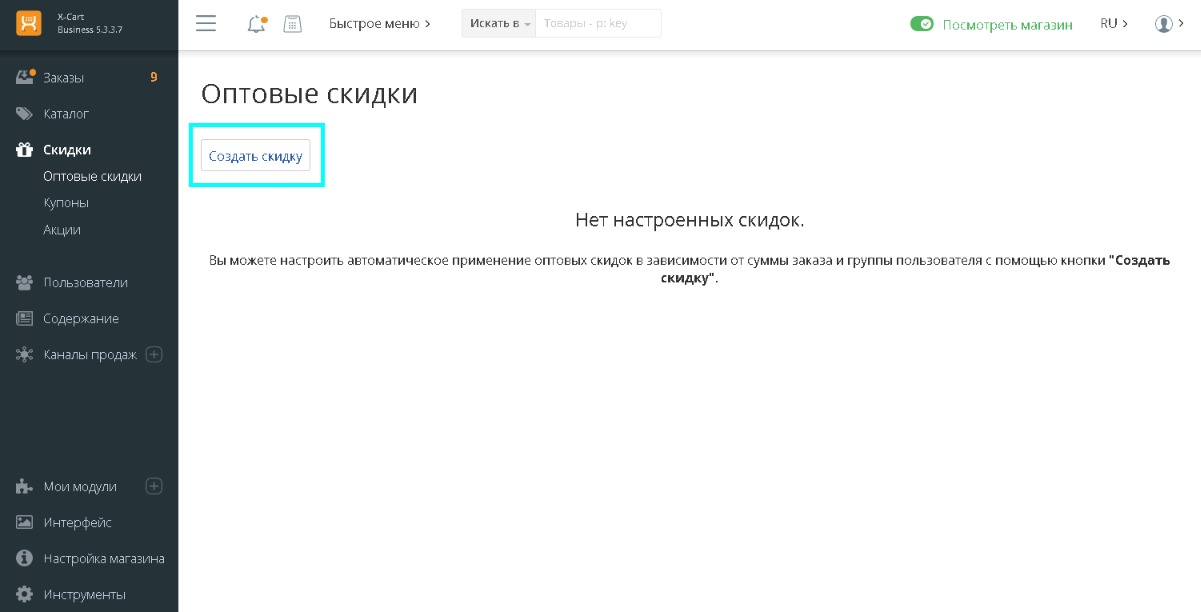 X-Cart
Business 5.3.3.7
Быстрое меню
Искать в
Товары - p: key
Посмотреть магазин
RU
Заказы 9
Каталог
Скидки
Оптовые скидки
Купоны
Акции
Пользователи
Содержание
Каналы продаж
Мои модули
Интерфейс
Настройка магазина
Инструменты
Оптовые скидки
Создать скидку
Нет настроенных скидок.
Вы можете настроить автоматическое применение оптовых скидок в зависимости от суммы заказа и группы пользователя с помощью кнопки "Создать
скидку".